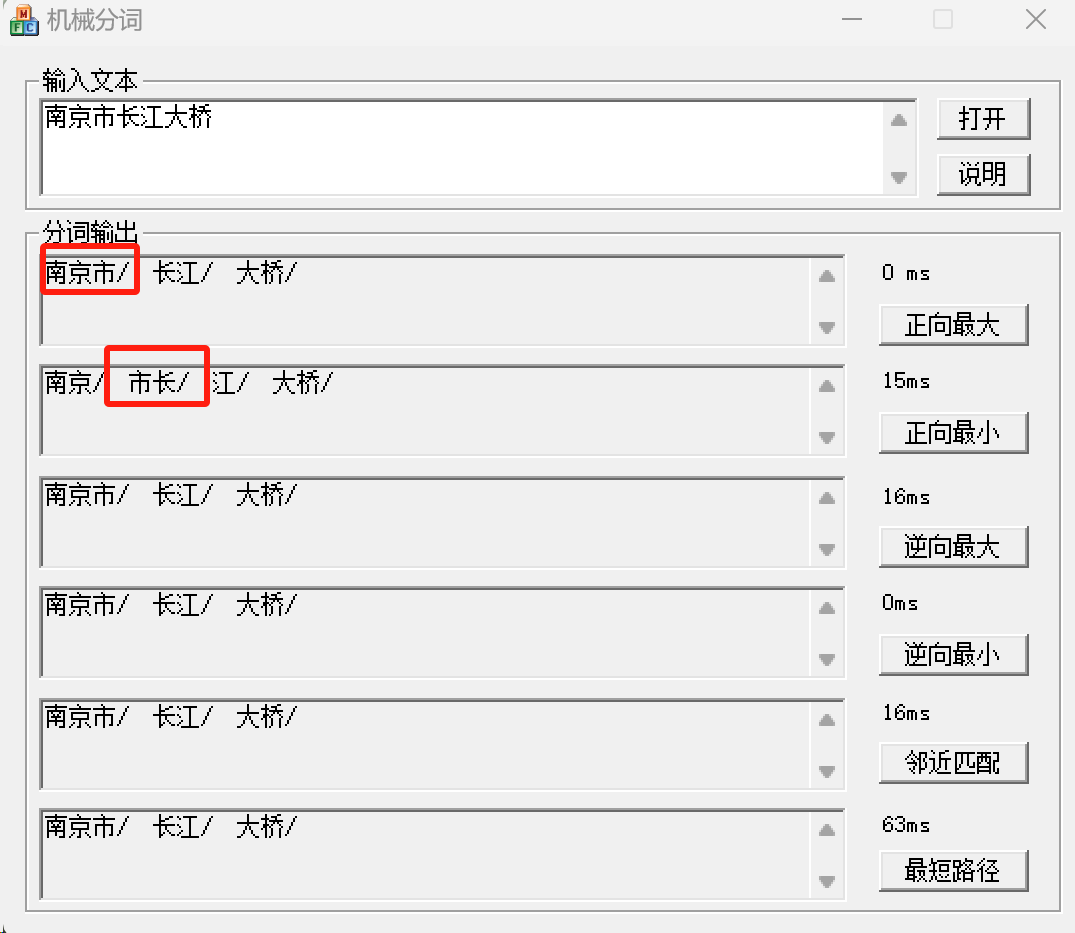 机械分词
输入文本
南京市长江大桥
打开
说明
分词输出
南京市/ 长江/ 大桥/
0 ms
正向最大
南京/ 市长/ 江/ 大桥/
15ms
正向最小
南京市/ 长江/ 大桥/
16ms
逆向最大
南京市/ 长江/ 大桥/
0ms
逆向最小
南京市/ 长江/ 大桥/
16ms
邻近匹配
南京市/ 长江/ 大桥/
63ms
最短路径